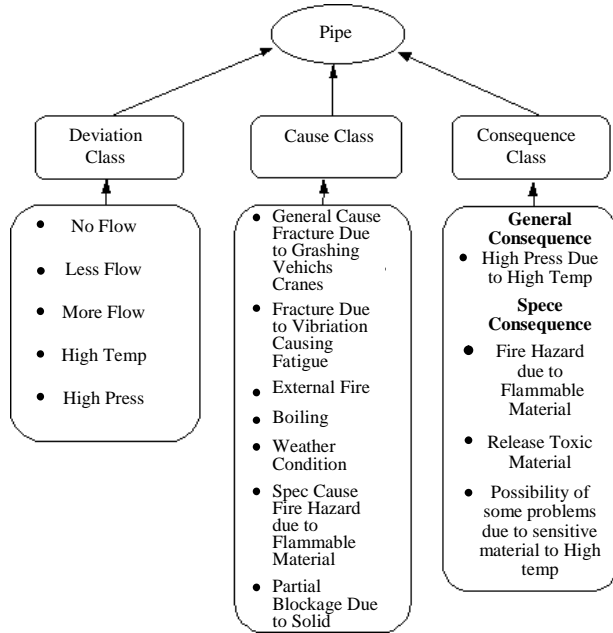 Pipe
Deviation
Class
Cause Class
Consequence
Class
• No Flow
• Less Flow
• More Flow
• High Temp
• High Press
• General Cause
Fracture Due
to Grashing
Vehichs
Cranes
• Fracture Due
to Vibriation
Causing
Fatigue
• External Fire
• Boiling
• Weather
Condition
• Spec Cause
Fire Hazard
due to
Flammable
Material
• Partial
Blockage Due
to Solid
General
Consequence
• High Press Due
to High Temp
Spece
Consequence
• Fire Hazard
due to
Flammable
Material
• Release Toxic
Material
• Possibility of
some problems
due to sensitive
material to High
temp